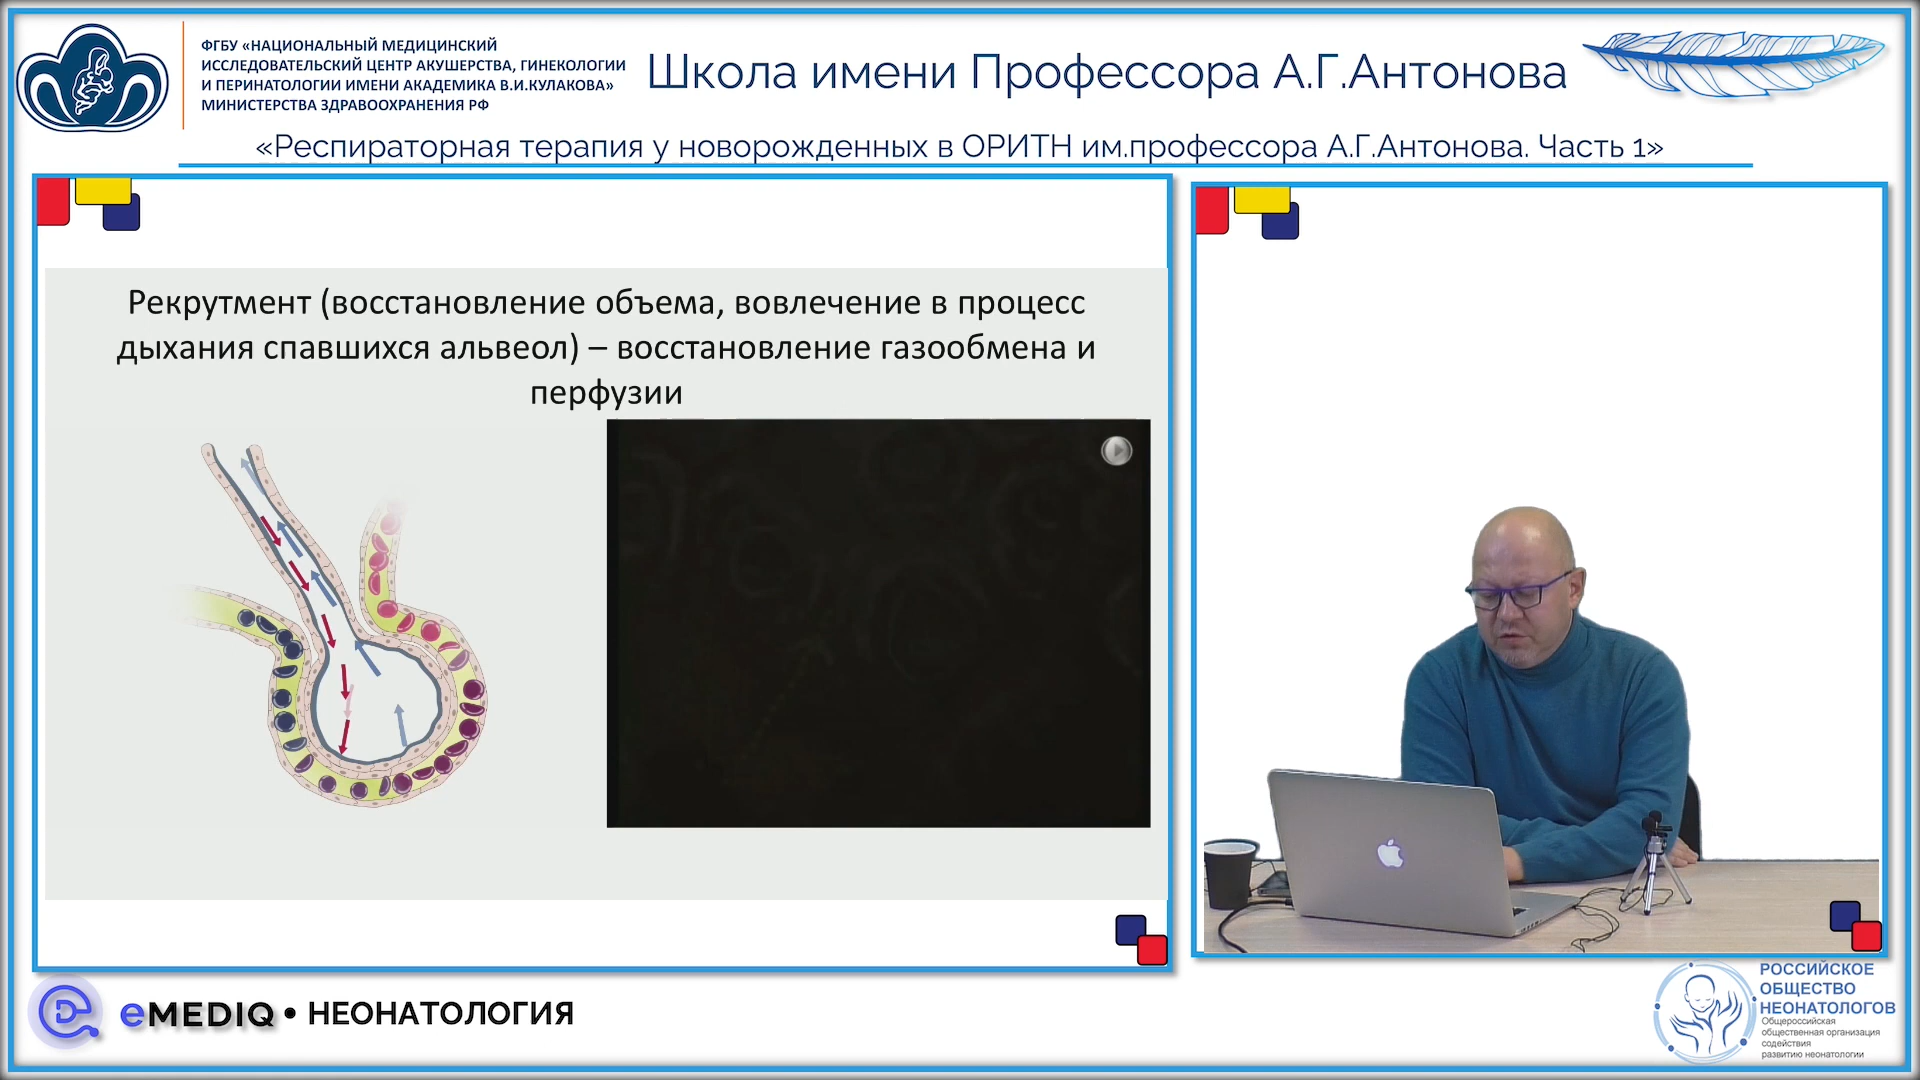 ФГБУ «НАЦИОНАЛЬНЫЙ МЕДИЦИНСКИЙ
ИССЛЕДОВАТЕЛЬСКИЙ ЦЕНТР АКУШЕРСТВА, ГИНЕКОЛОГИИ
И ПЕРИНАТОЛОГИИ ИМЕНИ АКАДЕМИКА В.И.КУЛАКОВА»
МИНИСТЕРСТВА ЗДРАВООХРАНЕНИЯ РФ
Школа имени Профессора А.Г.Антонова
«Респираторная терапия у новорожденных в ОРИТН им.профессора А.Г.Антонова. Часть 1»
Рекрутмент (восстановление объема, вовлечение в процесс
дыхания спавшихся альвеол) – восстановление газообмена и
перфузии
eMEDIQ • НЕОНАТОЛОГИЯ
РОССИЙСКОЕ
ОБЩЕСТВО
НЕОНАТОЛОГОВ
Общероссийская
общественная организация
содействия
развитию неонатологии